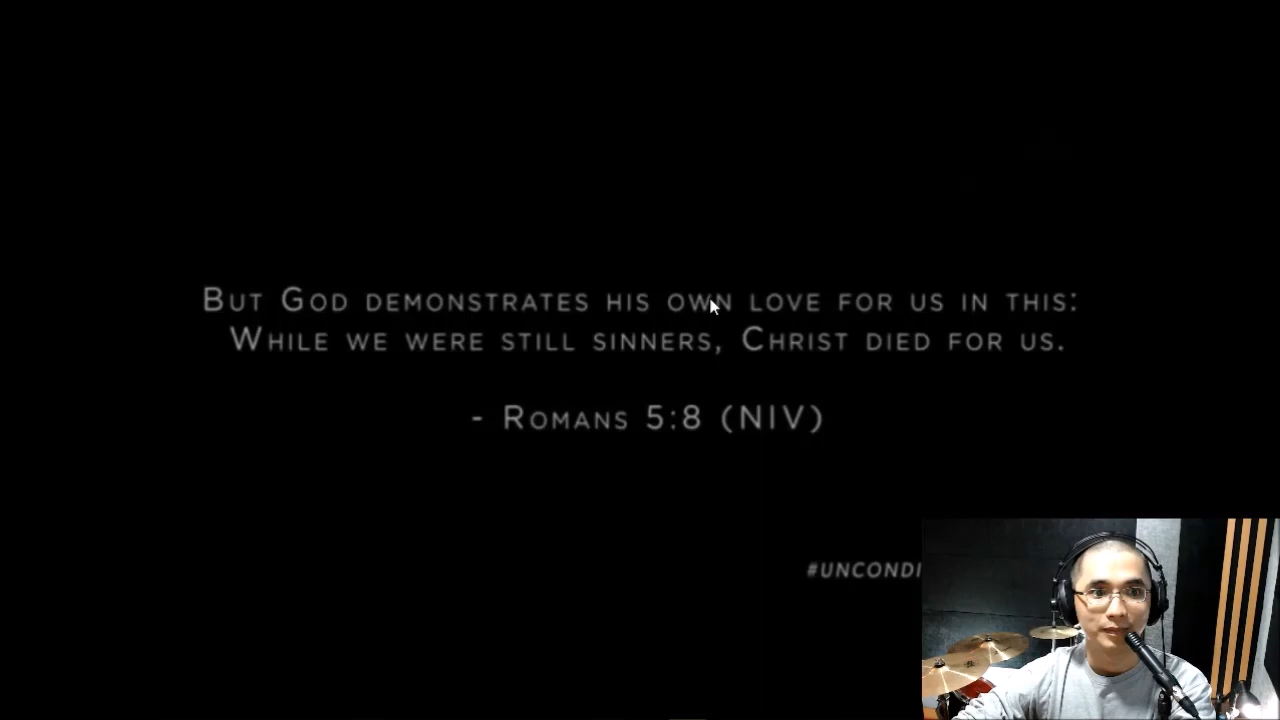 But God demonstrates his own love for us in this:
While we were still sinners, Christ died for us.
- Romans 5:8 (NIV)
#UNCONDI